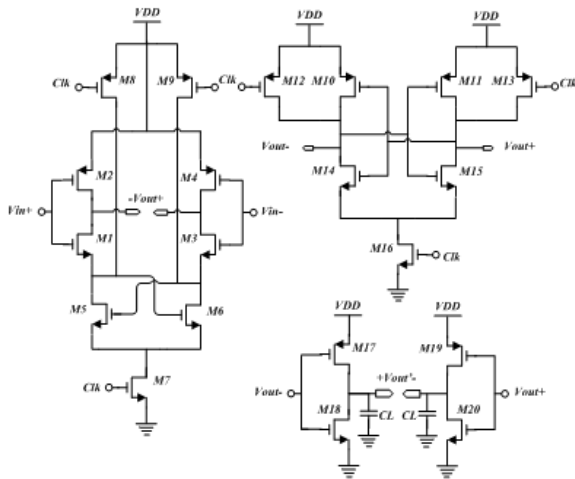 VDD
M8
M9
Clk
Clk
M2
M4
-Vout+
Vin+
Vin-
M1
M3
M5
M6
M7
Clk
VDD
VDD
M12
M10
M11
M13
Clk
Vout-
Vout+
M14
M15
M16
Clk
VDD
VDD
M17
M19
+Vout'-
Vout-
Vout+
M18
CL
CL
M20